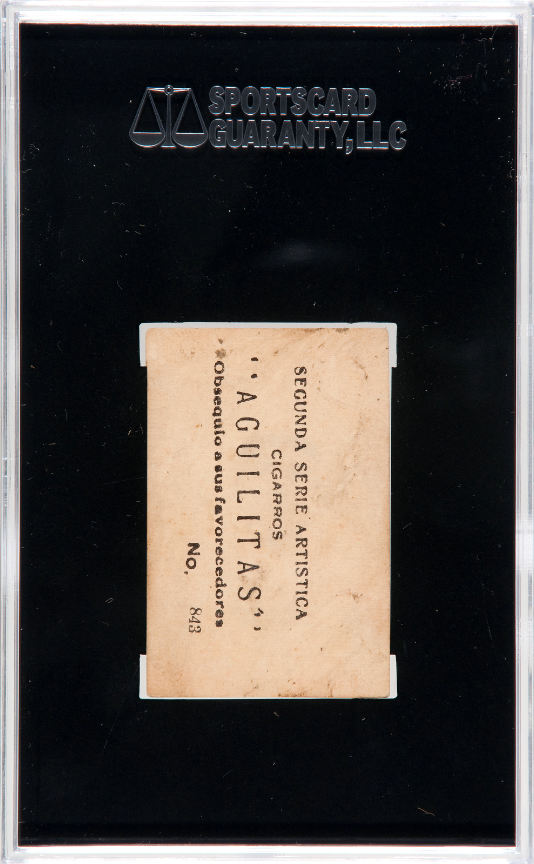 SPORTSCARD
GUARANTY, LLC
SEGUNDA SERIE ARTISTICA
CIGARROS
''AGUILITAS''
Obsequio a sus favorecedores
No, 843